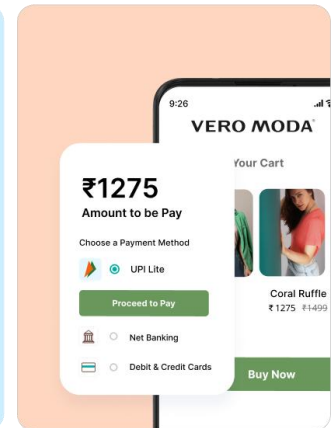 9:26
VERO MODA
Your Cart
₹1275
Amount to be Pay
Choose a Payment Method
UPI Lite
Proceed to Pay
Net Banking
Debit & Credit Cards
Coral Ruffle
₹ 1275 ₹1499
Buy Now